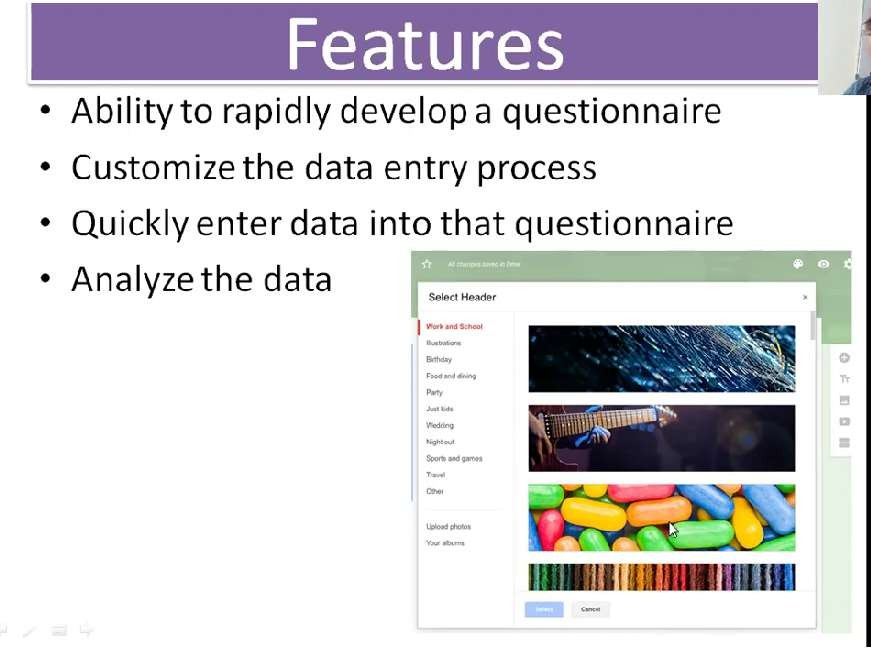 Features
• Ability to rapidly develop a questionnaire
• Customize the data entry process
• Quickly enter data into that questionnaire
• Analyze the data
All changes saved in Drive
Select Header
×
Work and School
Illustrations
Birthday
Food and dining
Party
Just kids
Wedding
Night out
Sports and games
Travel
Other
Upload photos
Your albums
Select
Cancel
Tт